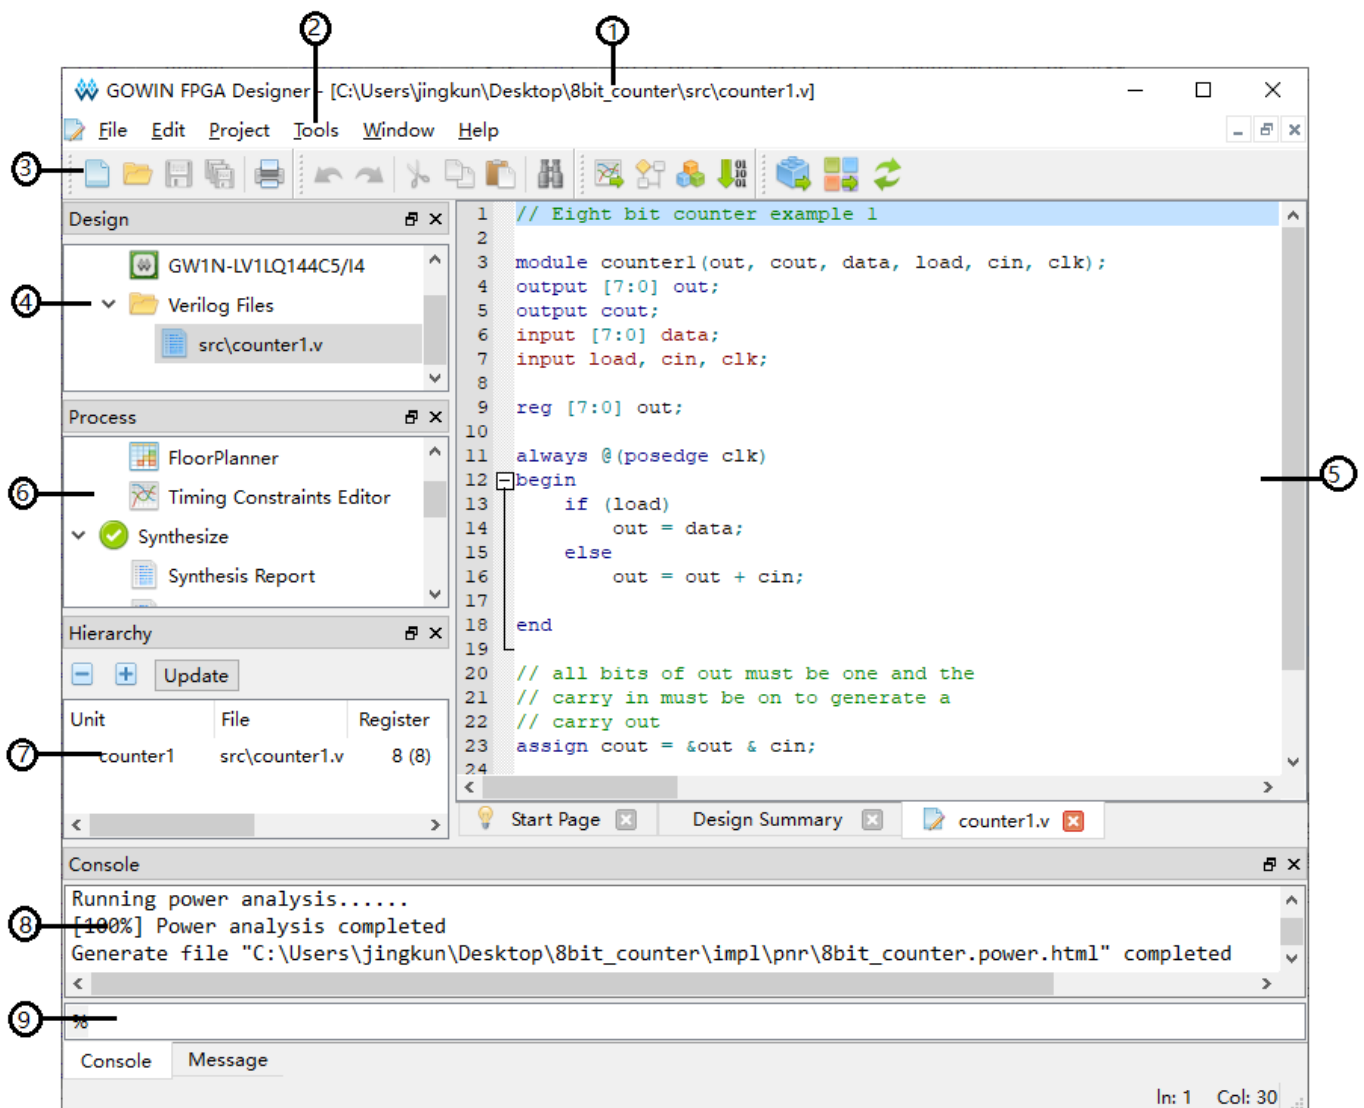 ② ①
GOWIN FPGA Designer - [C:\Users\jingkun\Desktop\8bit_counter\src\counter1.v]
File Edit Project Tools Window Help
③
Design
GW1N-LV1LQ144C5/I4
④ Verilog Files
src\counter1.v
Process
FloorPlanner
⑥ Timing Constraints Editor
Synthesize
Synthesis Report
Hierarchy
Update
Unit File Register
⑦ counter1 src\counter1.v 8 (8)
1 // Eight bit counter example 1
2
3 module counter1(out, cout, data, load, cin, clk);
4 output [7:0] out;
5 output cout;
6 input [7:0] data;
7 input load, cin, clk;
8
9 reg [7:0] out;
10
11 always @(posedge clk)
12 begin
13 if (load)
14 out = data;
15 else
16 out = out + cin;
17
18 end
19
20 // all bits of out must be one and the
21 // carry in must be on to generate a
22 // carry out
23 assign cout = &out & cin;
24
⑤
Start Page Design Summary counter1.v
Console
Running power analysis......
⑧ [100%] Power analysis completed
Generate file "C:\Users\jingkun\Desktop\8bit_counter\impl\pnr\8bit_counter.power.html" completed
⑨ %
Console Message
ln: 1 Col: 30